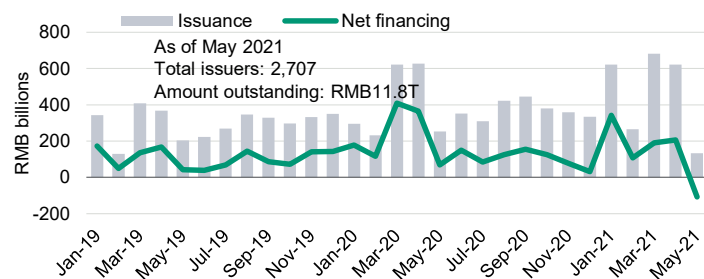 Issuance Net financing
As of May 2021
Total issuers: 2,707
Amount outstanding: RMB11.8T
RMB billions
800
600
400
200
0
-200
Jan-19 Mar-19 May-19 Jul-19 Sep-19 Nov-19 Jan-20 Mar-20 May-20 Jul-20 Sep-20 Nov-20 Jan-21 Mar-21 May-21